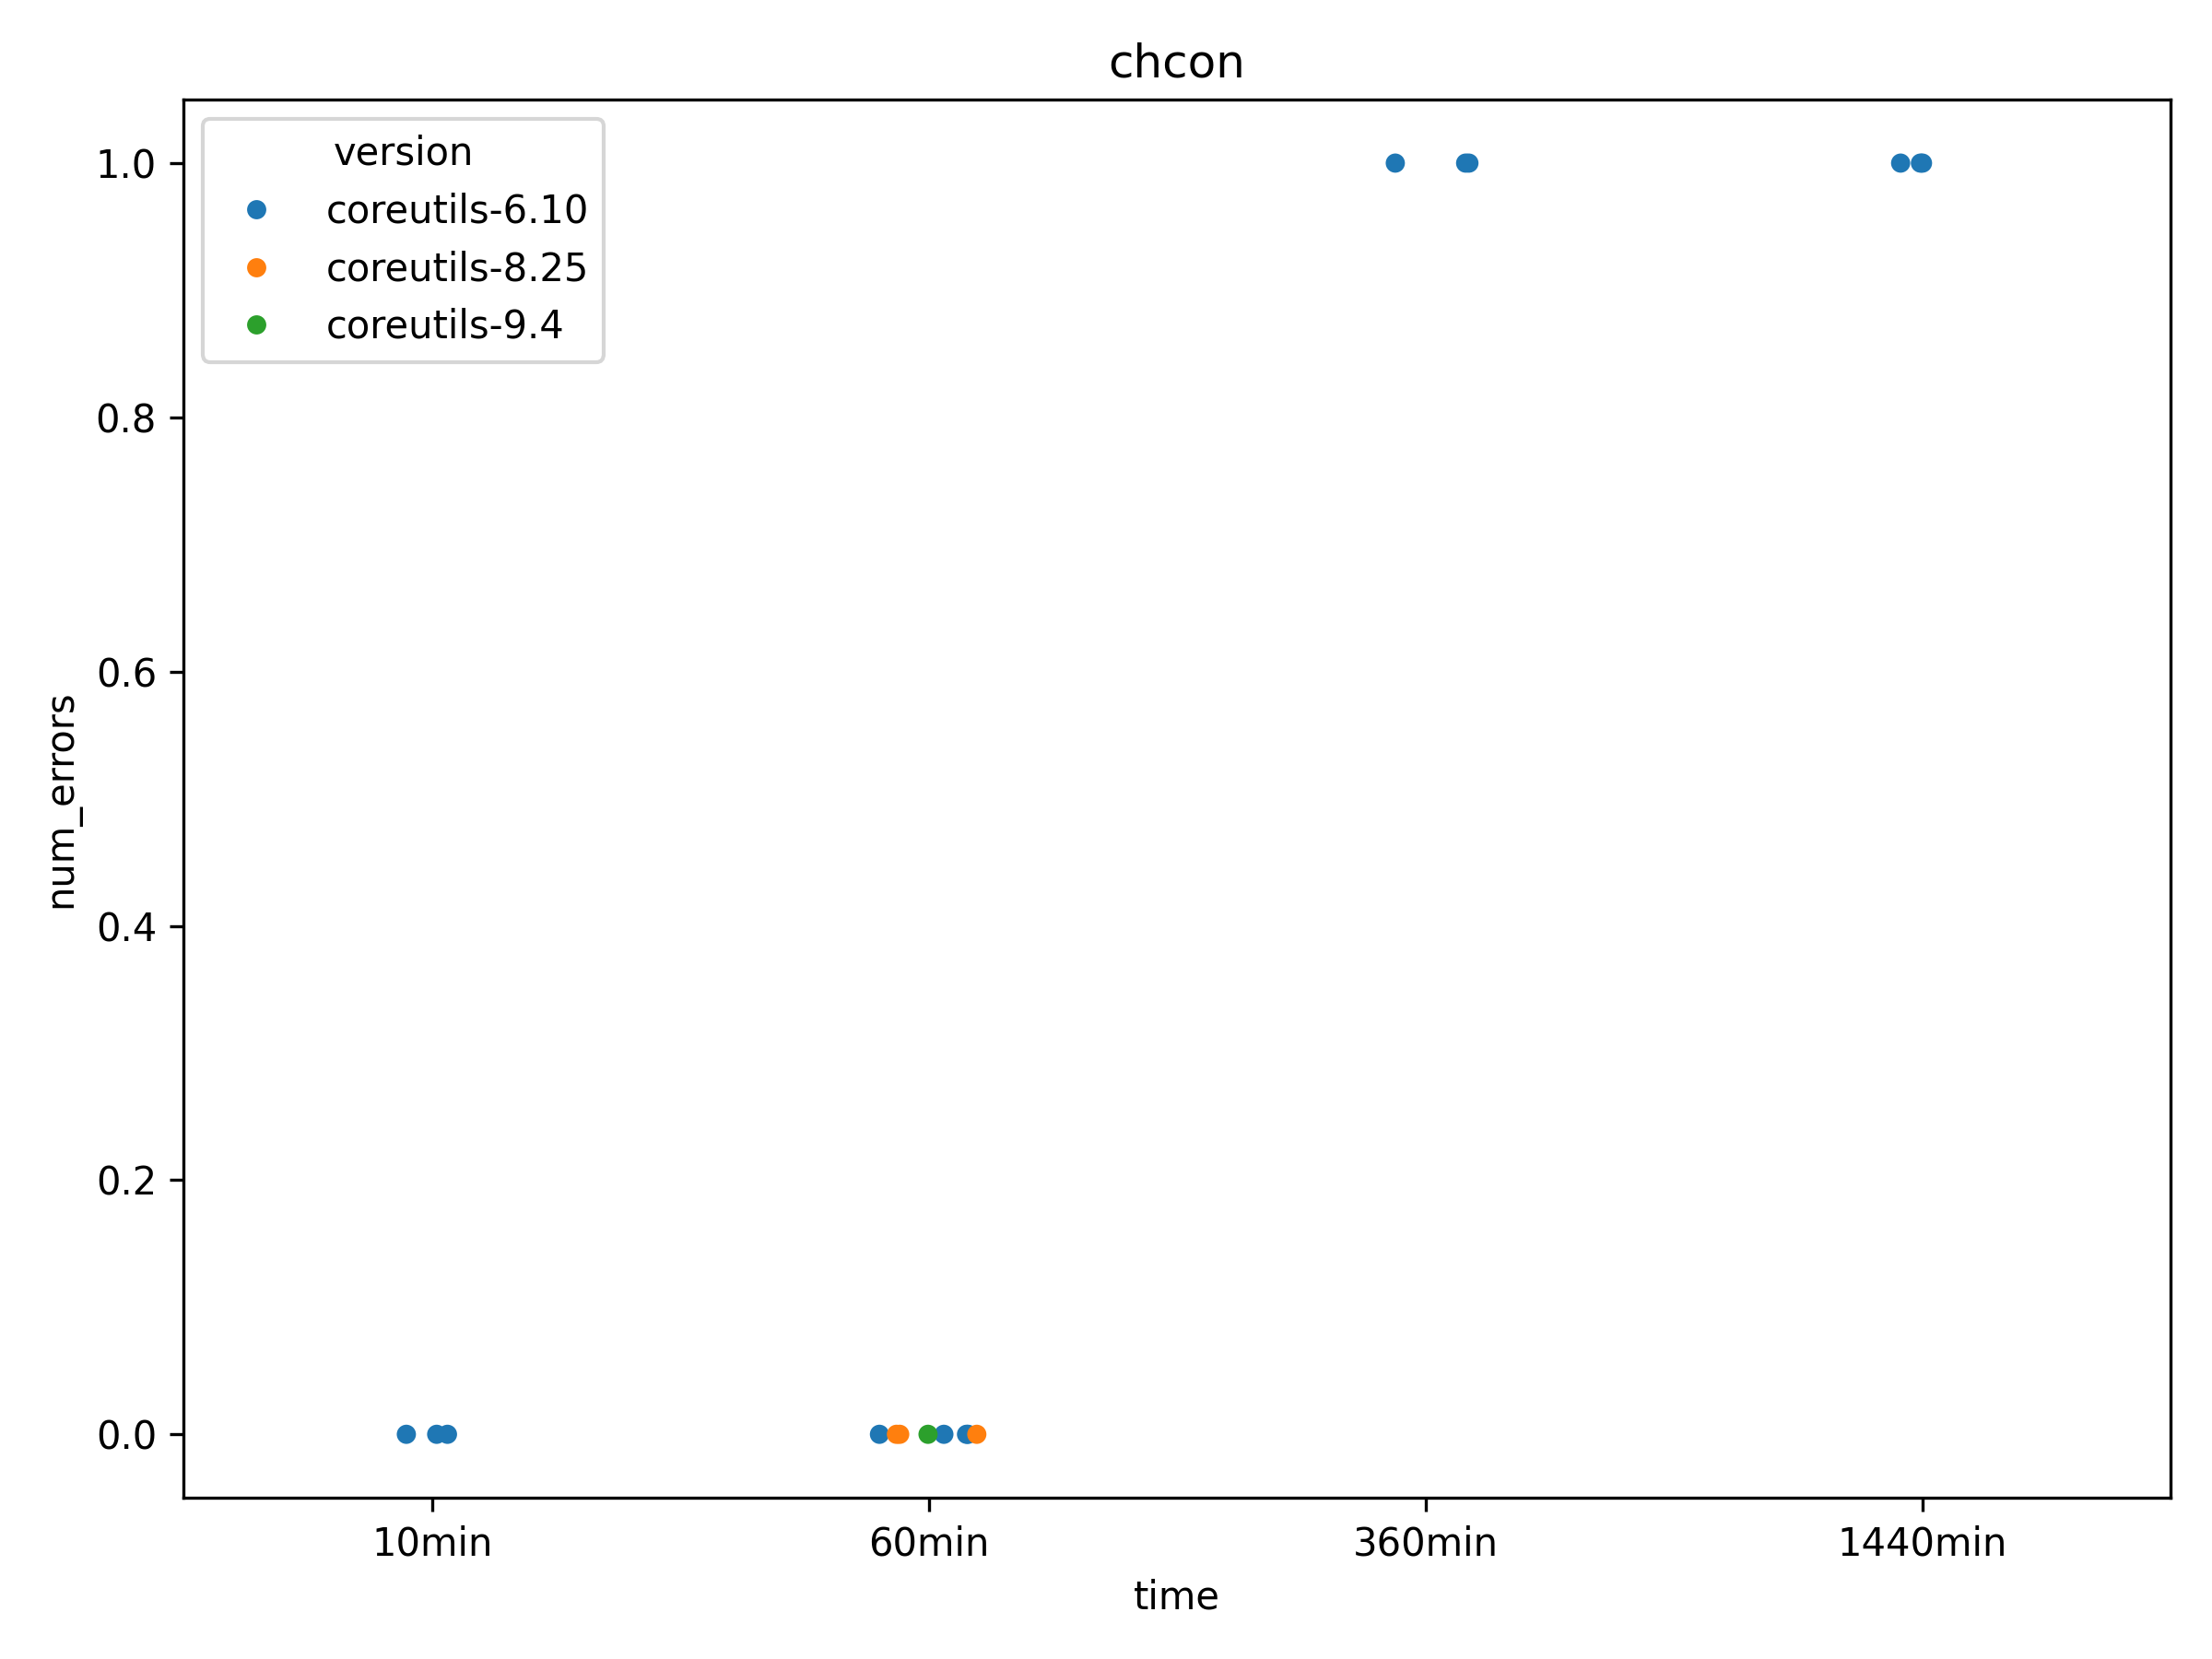 chcon
version
coreutils-6.10
coreutils-8.25
coreutils-9.4
1.0
0.8
0.6
0.4
0.2
0.0
num_errors
10min 60min 360min 1440min
time